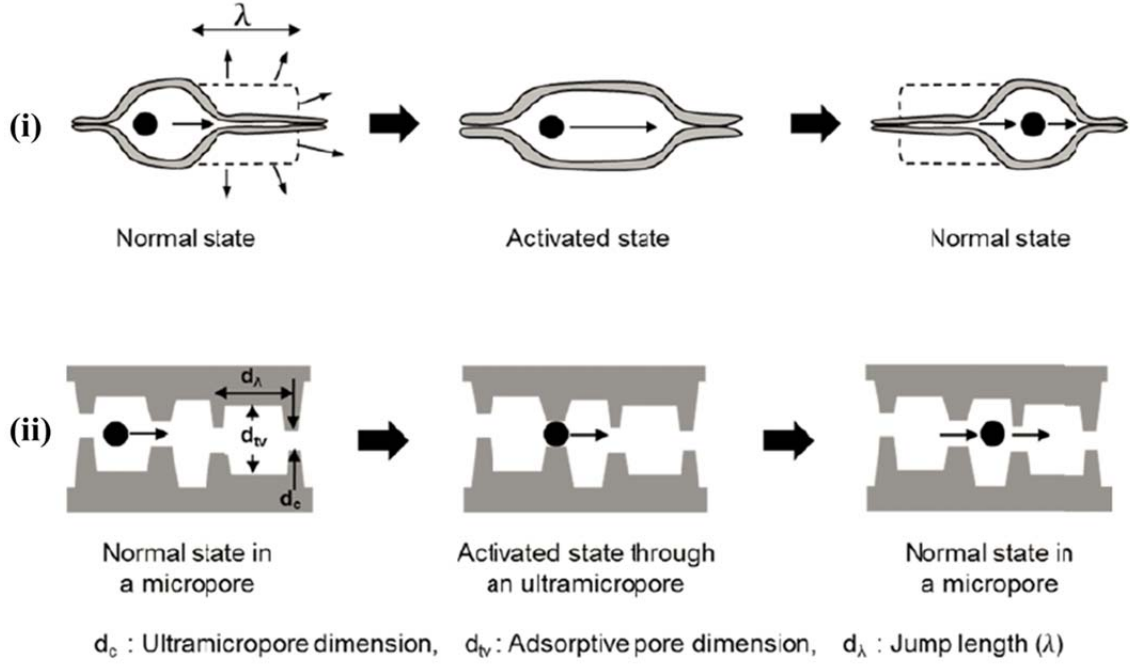 λ
(i)
Normal state
Activated state
Normal state
(ii)
dλ
dtv
dc
Normal state in
a micropore
Activated state through
an ultramicropore
Normal state in
a micropore
dc : Ultramicropore dimension, dtv : Adsorptive pore dimension, dλ : Jump length (λ)